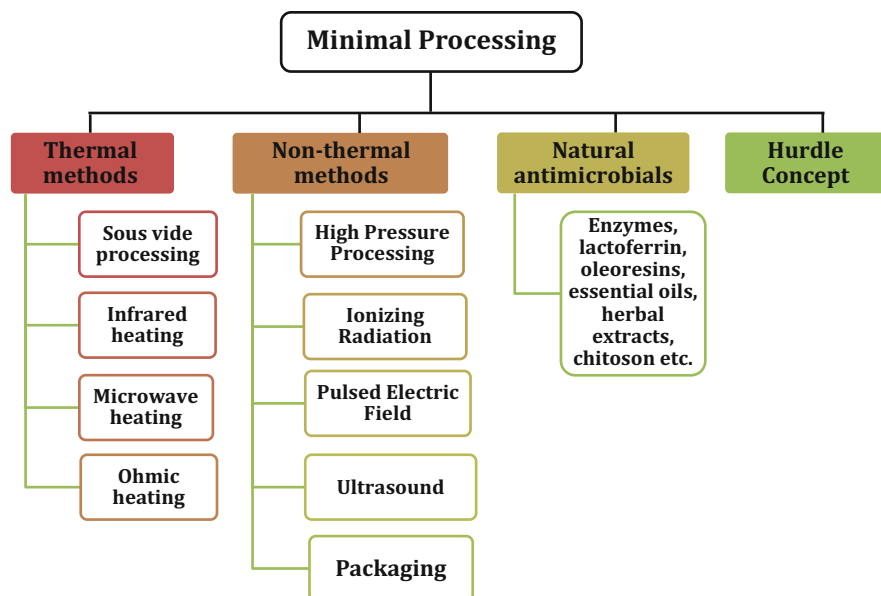 Minimal Processing
Thermal
methods
Non-thermal
methods
Natural
antimicrobials
Hurdle
Concept
Sous vide
processing
Infrared
heating
Microwave
heating
Ohmic
heating
High Pressure
Processing
Ionizing
Radiation
Pulsed Electric
Field
Ultrasound
Packaging
Enzymes,
lactoferrin,
oleoresins,
essential oils,
herbal
extracts,
chitoson etc.